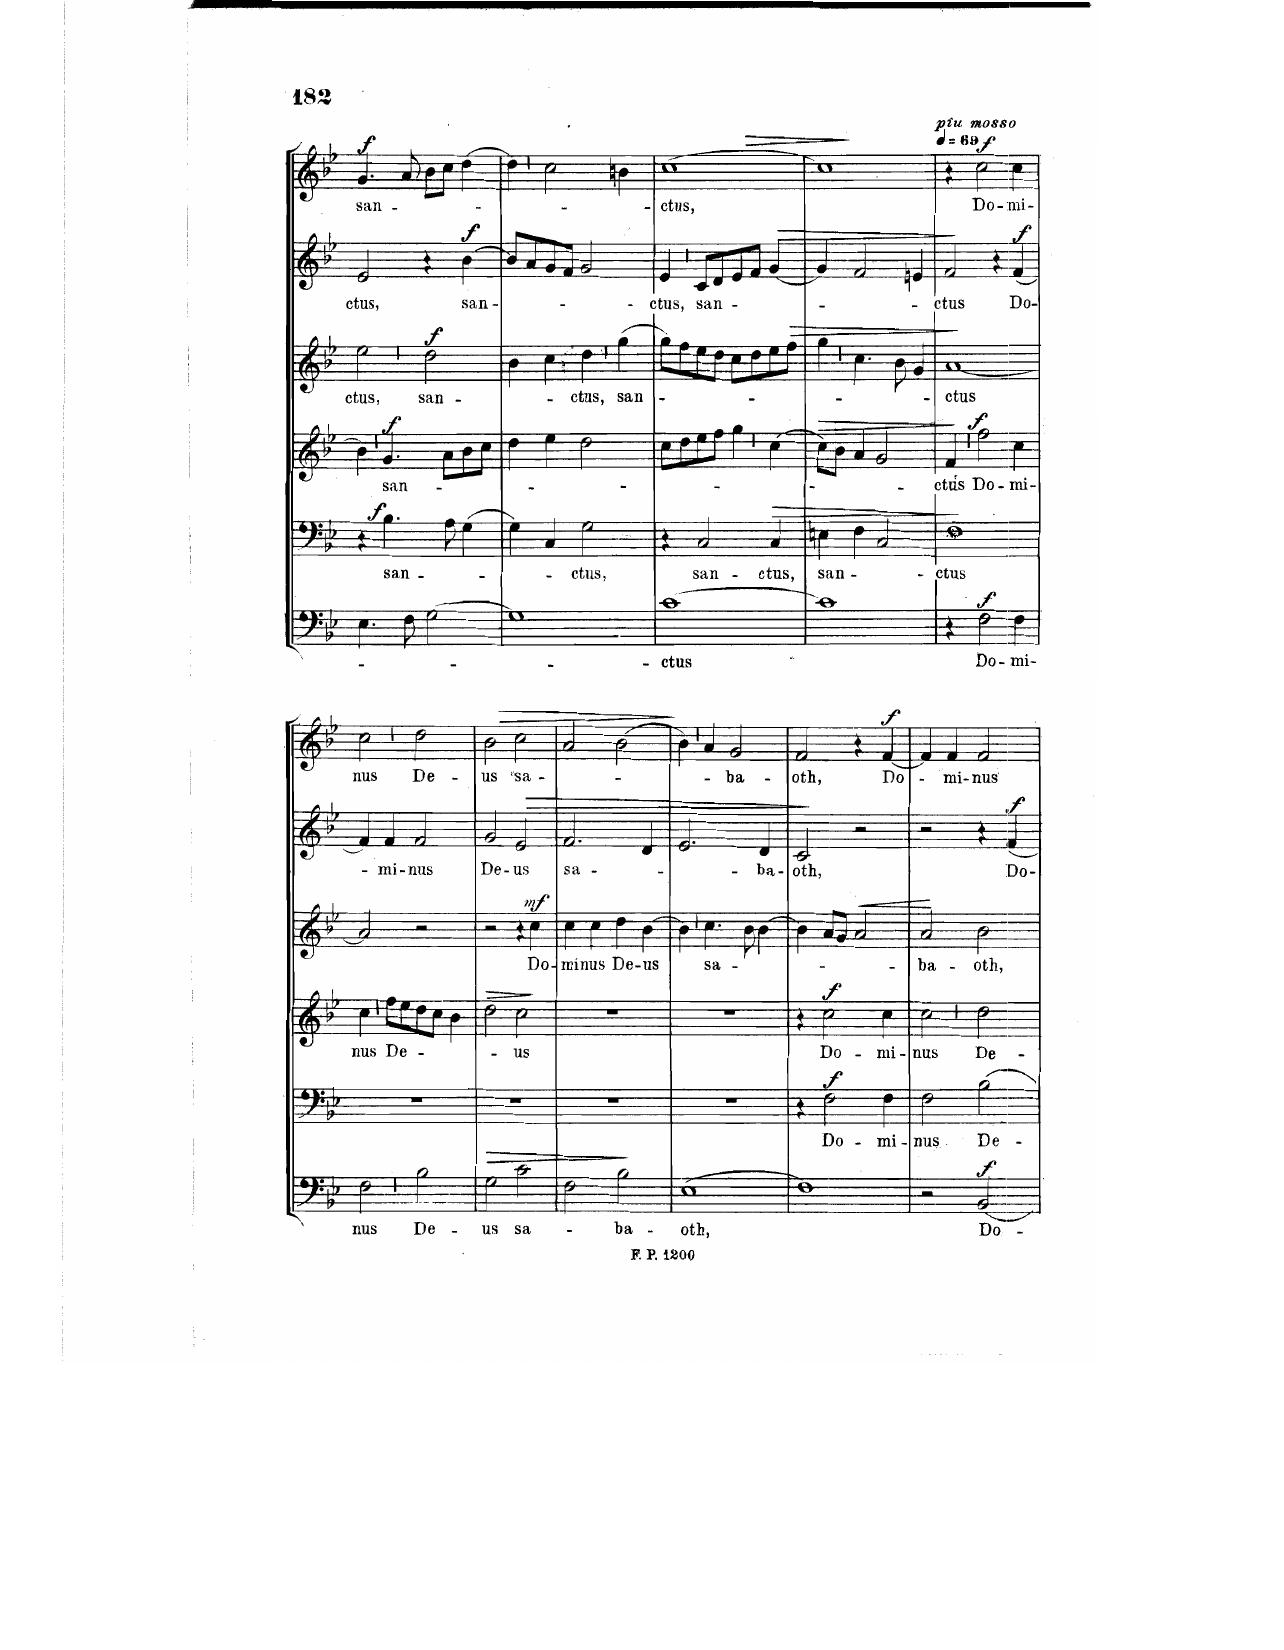 182
piu mosso
♩= 69 f
f
san - - - - ctus, Do-mi-
f f
ctus, san - - - ctus, san - - - ctus Do-
f
ctus, san - - ctus, san - - - - ctus
f f
san - - - - - - ctus Do-mi-
f
san - - - ctus, san - ctus, san - - ctus
f
- - - - ctus Do-mi-
f
nus De - us sa - - - ba - oth, Do - mi-nus
f
- mi-nus De-us sa - - - ba-oth, Do-
mf
Do-minus De-us sa - - - ba - oth,
f
nus De - - us Do - mi-nus De -
f
Do - mi-nus De -
f
nus De - us sa - ba - oth, Do -
F. P. 1200